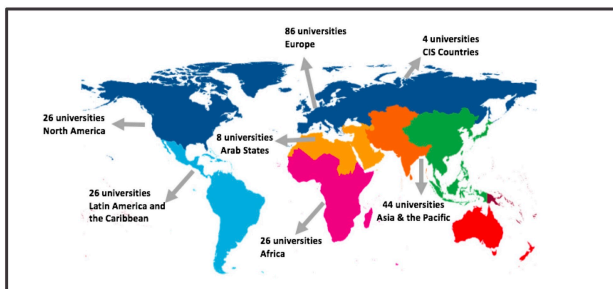 86 universities
Europe
4 universities
CIS Countries
26 universities
North America
8 universities
Arab States
26 universities
Latin America and
the Caribbean
44 universities
Asia & the Pacific
26 universities
Africa